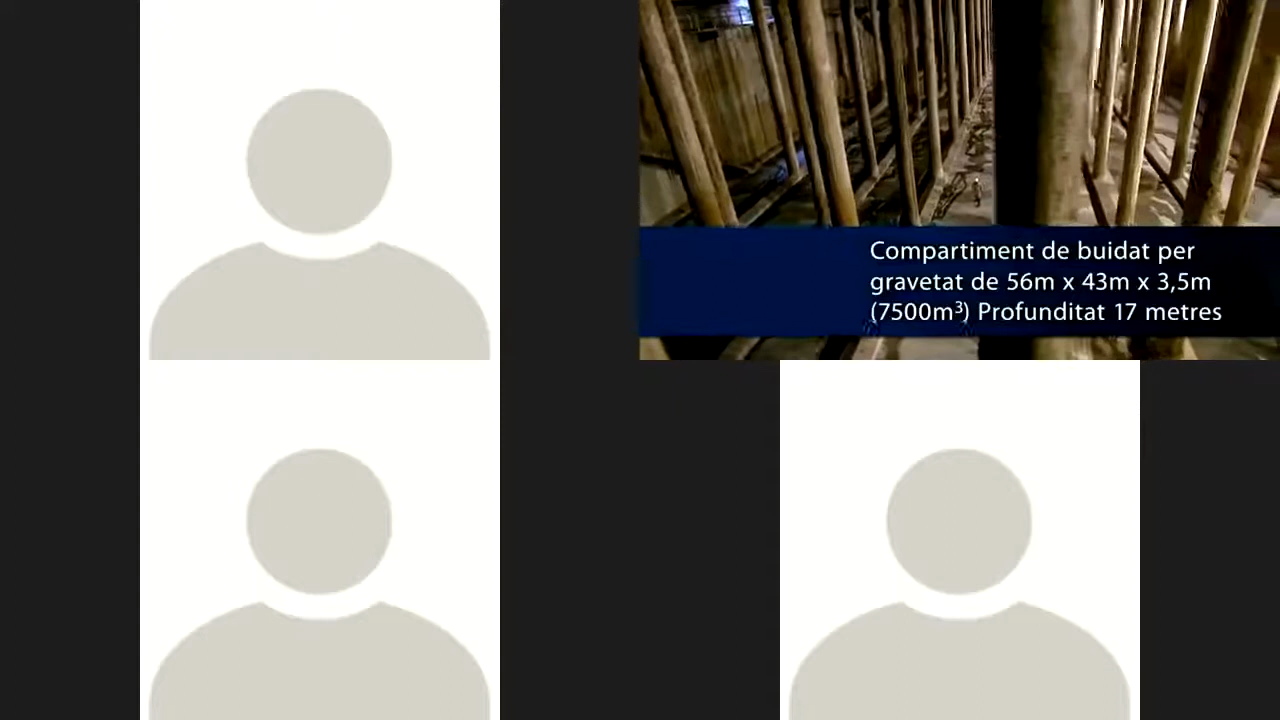 Compartiment de buidat per
gravetat de 56m x 43m x 3,5m
(7500m³) Profunditat 17 metres